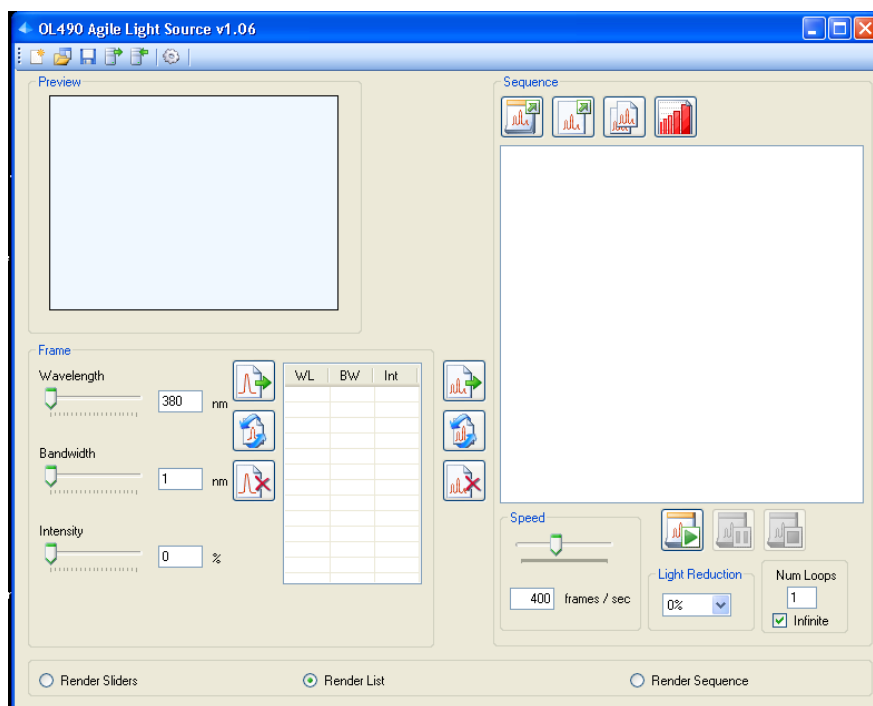 OL490 Agile Light Source v1.06
Preview
Sequence
Frame
Wavelength
380 nm
WL BW Int
Bandwidth
1 nm
Intensity
0 %
Speed
400 frames / sec
Light Reduction
0%
Num Loops
1
Infinite
Render Sliders
Render List
Render Sequence